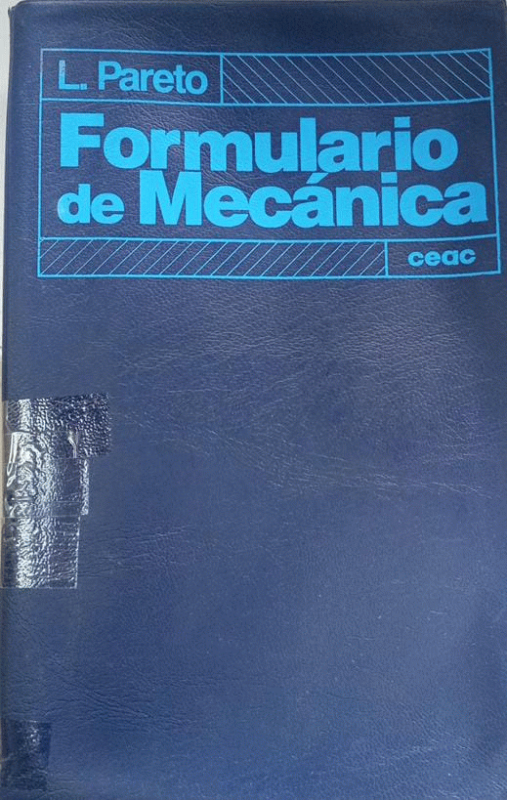 L. Pareto
Formulario
de Mecánica
ceac